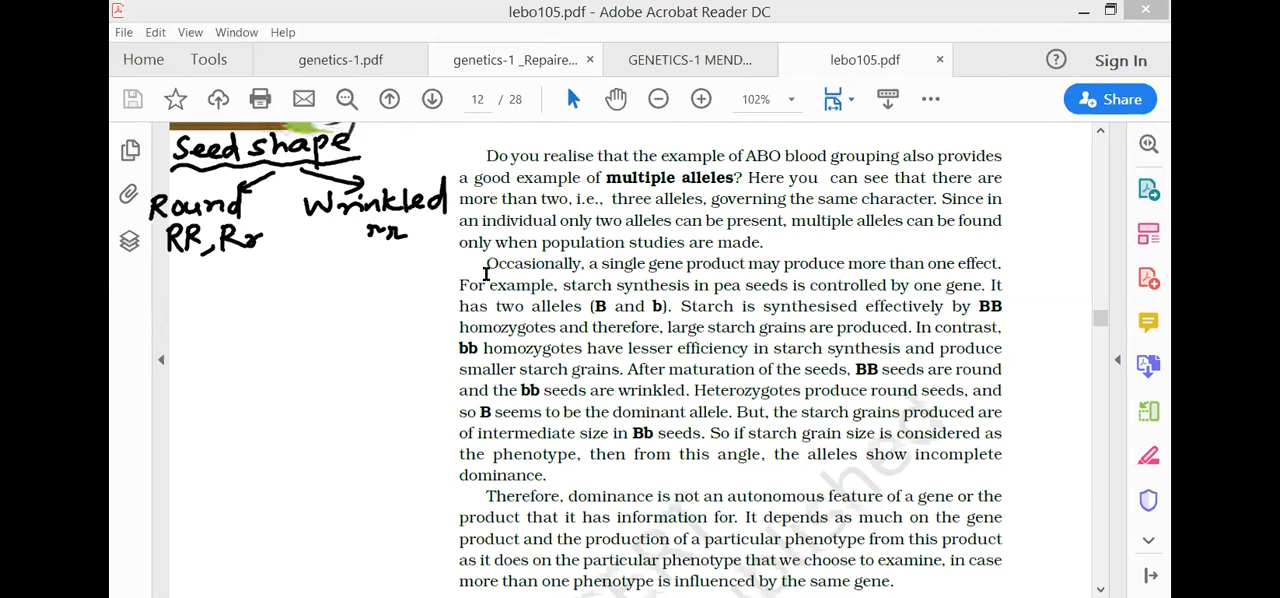 lebo105.pdf - Adobe Acrobat Reader DC
File Edit View Window Help
Home Tools genetics-1.pdf genetics-1 _Repaire... × GENETICS-1 MEND... lebo105.pdf × Sign In
12 / 28 102% Share
Seed shape
Round Wrinkled
RR, Rr rr
Do you realise that the example of ABO blood grouping also provides
a good example of multiple alleles? Here you can see that there are
more than two, i.e., three alleles, governing the same character. Since in
an individual only two alleles can be present, multiple alleles can be found
only when population studies are made.
Occasionally, a single gene product may produce more than one effect.
For example, starch synthesis in pea seeds is controlled by one gene. It
has two alleles (B and b). Starch is synthesised effectively by BB
homozygotes and therefore, large starch grains are produced. In contrast,
bb homozygotes have lesser efficiency in starch synthesis and produce
smaller starch grains. After maturation of the seeds, BB seeds are round
and the bb seeds are wrinkled. Heterozygotes produce round seeds, and
so B seems to be the dominant allele. But, the starch grains produced are
of intermediate size in Bb seeds. So if starch grain size is considered as
the phenotype, then from this angle, the alleles show incomplete
dominance.
Therefore, dominance is not an autonomous feature of a gene or the
product that it has information for. It depends as much on the gene
product and the production of a particular phenotype from this product
as it does on the particular phenotype that we choose to examine, in case
more than one phenotype is influenced by the same gene.